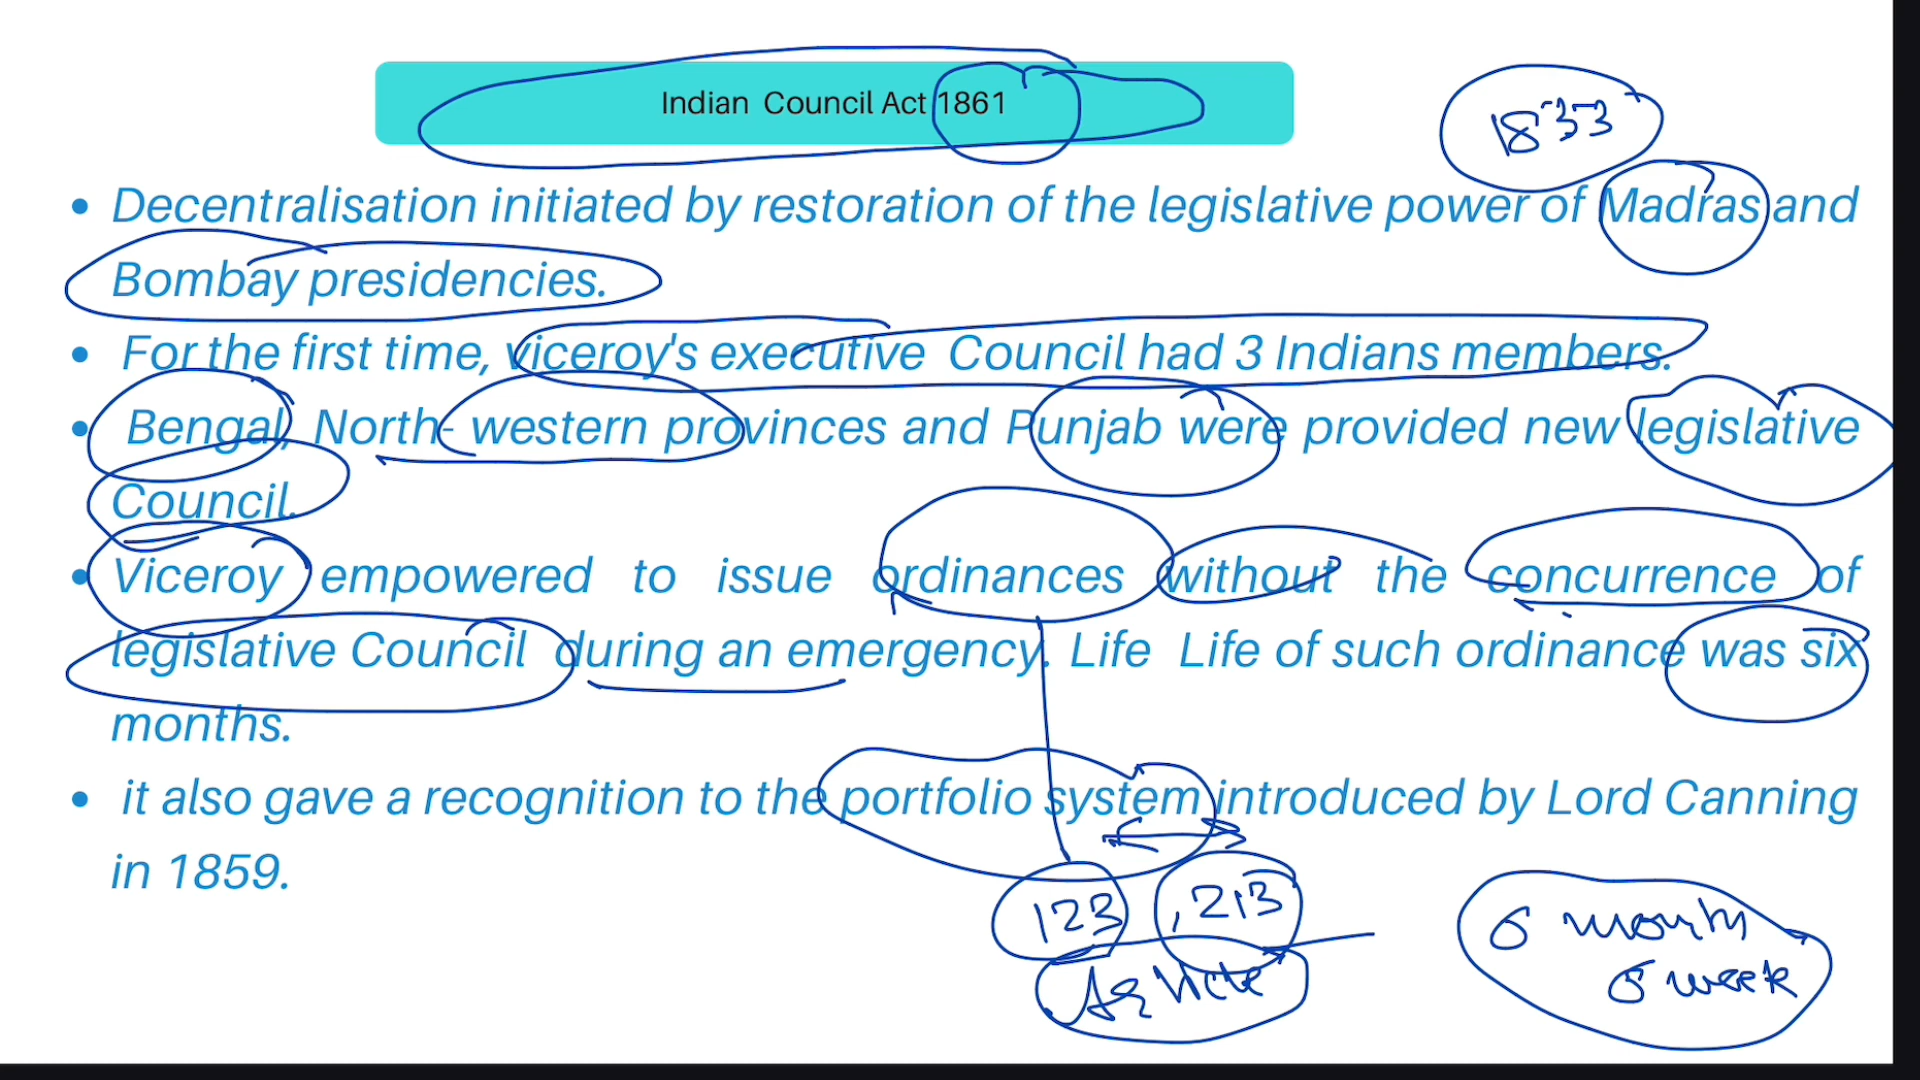 Indian Council Act 1861
1833
• Decentralisation initiated by restoration of the legislative power of Madras and
Bombay presidencies.
• For the first time, viceroy's executive Council had 3 Indians members.
• Bengal, North- western provinces and Punjab were provided new legislative
Council.
• Viceroy empowered to issue ordinances without the concurrence of
legislative Council during an emergency. Life Life of such ordinance was six
months.
• it also gave a recognition to the portfolio system introduced by Lord Canning
in 1859.
123 , 213
6 month
6 week